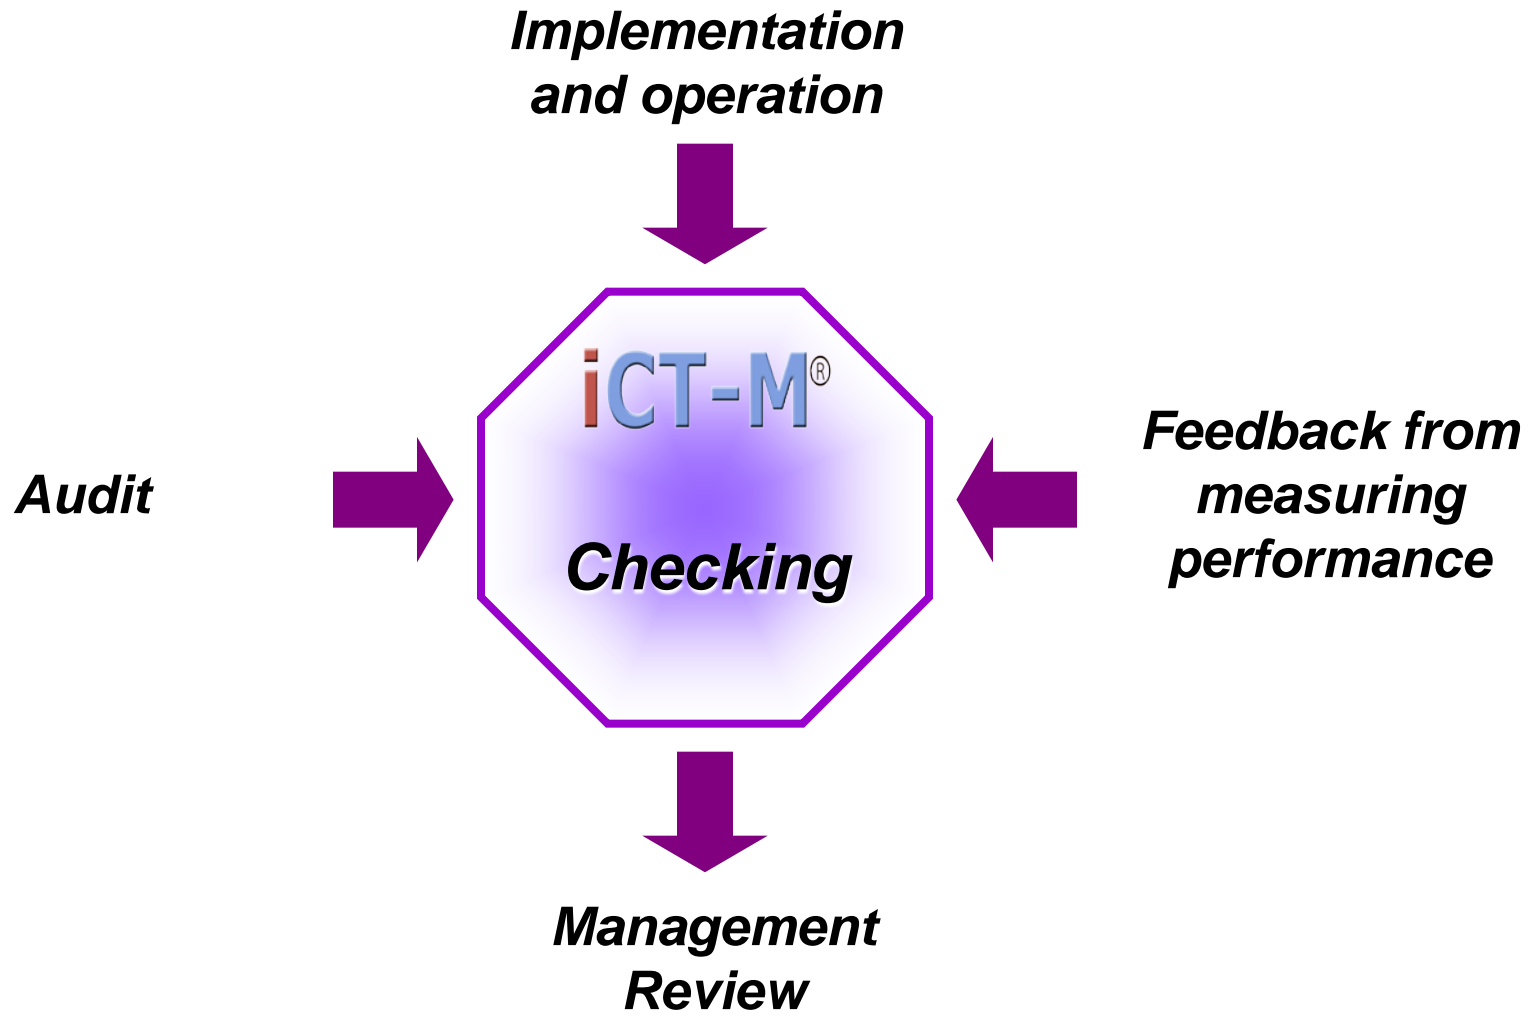 Implementation
and operation
iCT-M®
Audit
Feedback from
measuring
performance
Checking
Management
Review